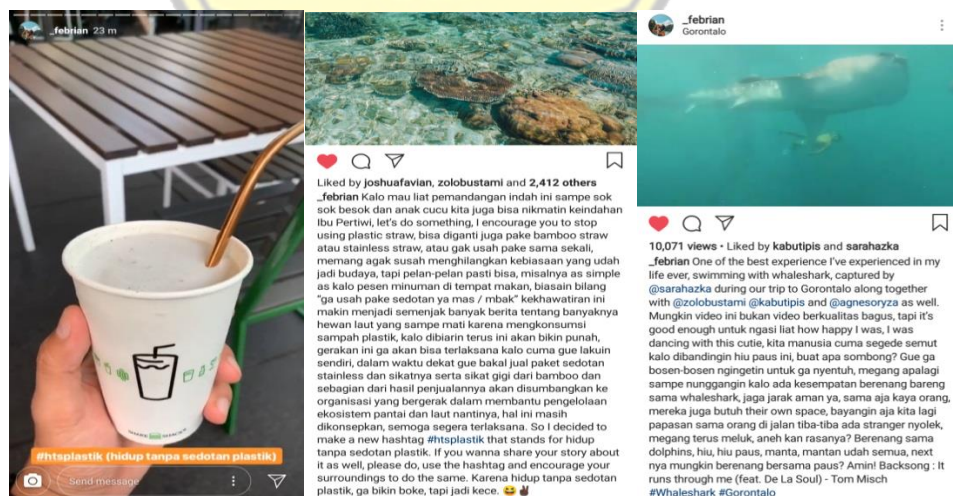 _febrian 23 m
#htsplastik (hidup tanpa sedotan plastik)
Send message
Liked by joshuafavian, zolobustami and 2,412 others
_febrian Kalo mau liat pemandangan indah ini sampe sok
sok besok dan anak cucu kita juga bisa nikmatin keindahan
Ibu Pertiwi, let's do something, I encourage you to stop
using plastic straw, bisa diganti juga pake bamboo straw
atau stainless straw, atau gak usah pake sama sekali,
memang agak susah menghilangkan kebiasaan yang udah
jadi budaya, tapi pelan-pelan pasti bisa, misalnya as simple
as kalo pesen minuman di tempat makan, biasain bilang
"ga usah pake sedotan ya mas / mbak" kekhawatiran ini
makin menjadi semenjak banyak berita tentang banyaknya
hewan laut yang sampe mati karena mengkonsumsi
sampah plastik, kalo dibiarin terus ini akan bikin punah,
gerakan ini ga akan bisa terlaksana kalo cuma gue lakuin
sendiri, dalam waktu dekat gue bakal jual paket sedotan
stainless dan sikatnya serta sikat gigi dari bamboo dan
sebagian dari hasil penjualannya akan disumbangkan ke
organisasi yang bergerak dalam membantu pengelolaan
ekosistem pantai dan laut nantinya, hal ini masih
dikonsepkan, semoga segera terlaksana. So I decided to
make a new hashtag #htsplastik that stands for hidup
tanpa sedotan plastik. If you wanna share your story about
it as well, please do, use the hashtag and encourage your
surroundings to do the same. Karena hidup tanpa sedotan
plastik, ga bikin boke, tapi jadi kece. 😂✌🏿
_febrian
Gorontalo
10,071 views • Liked by kabutipis and sarahazka
_febrian One of the best experience I've experienced in my
life ever, swimming with whaleshark, captured by
@sarahazka during our trip to Gorontalo along together
with @zolobustami @kabutipis and @agnesoryza as well.
Mungkin video ini bukan video berkualitas bagus, tapi it's
good enough untuk ngasi liat how happy I was, I was
dancing with this cutie, kita manusia cuma segede semut
kalo dibandingin hiu paus ini, buat apa sombong? Gue ga
bosen-bosen ngingetin untuk ga nyentuh, megang apalagi
sampe nunggangin kalo ada kesempatan berenang bareng
sama whaleshark, jaga jarak aman ya, sama aja kaya orang,
mereka juga butuh their own space, bayangin aja kita lagi
papasan sama orang di jalan tiba-tiba ada stranger nyolek,
megang terus meluk, aneh kan rasanya? Berenang sama
dolphins, hiu, hiu paus, manta, mantan udah semua, next
nya mungkin berenang bersama paus? Amin! Backsong : It
runs through me (feat. De La Soul) - Tom Misch
#Whaleshark #Gorontalo